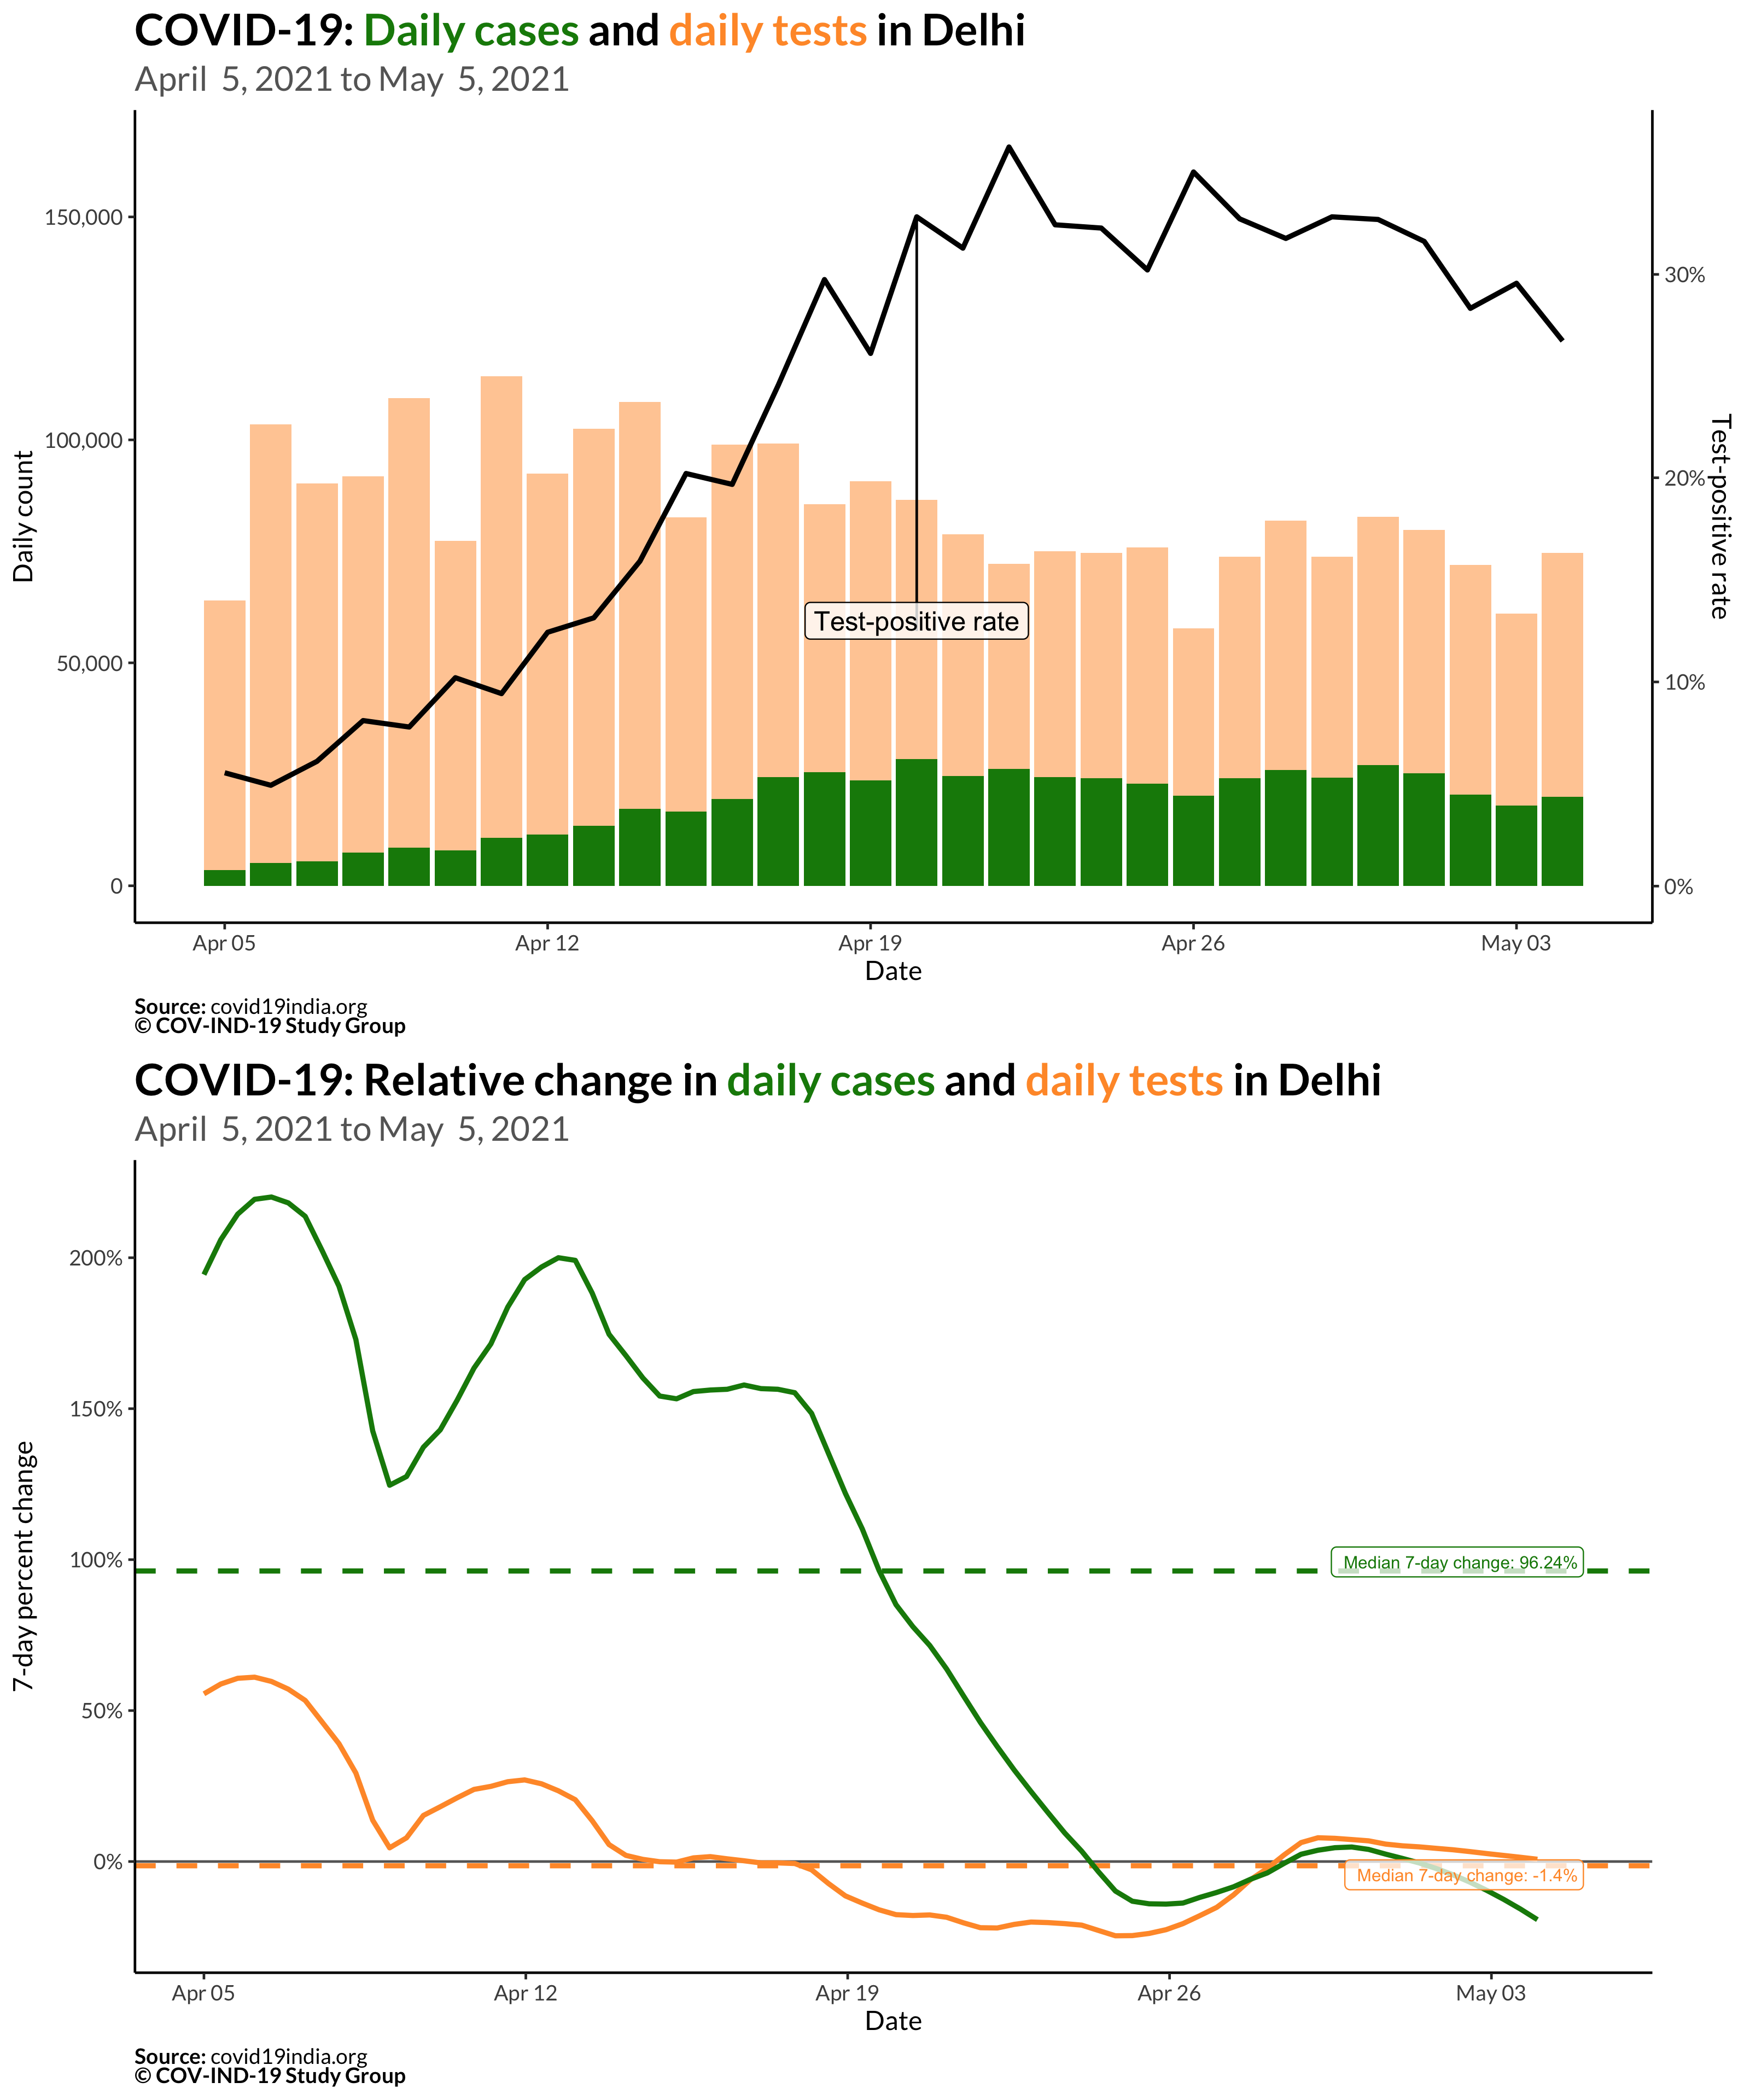 COVID-19: Daily cases and daily tests in Delhi
April 5, 2021 to May 5, 2021
150,000
100,000
50,000
0
Daily count
30%
20%
10%
0%
Test-positive rate
Test-positive rate
Apr 05
Apr 12
Apr 19
Apr 26
May 03
Date
Source: covid19india.org
© COV-IND-19 Study Group
COVID-19: Relative change in daily cases and daily tests in Delhi
April 5, 2021 to May 5, 2021
200%
150%
100%
50%
0%
7-day percent change
Median 7-day change: 96.24%
Median 7-day change: -1.4%
Apr 05
Apr 12
Apr 19
Apr 26
May 03
Date
Source: covid19india.org
© COV-IND-19 Study Group